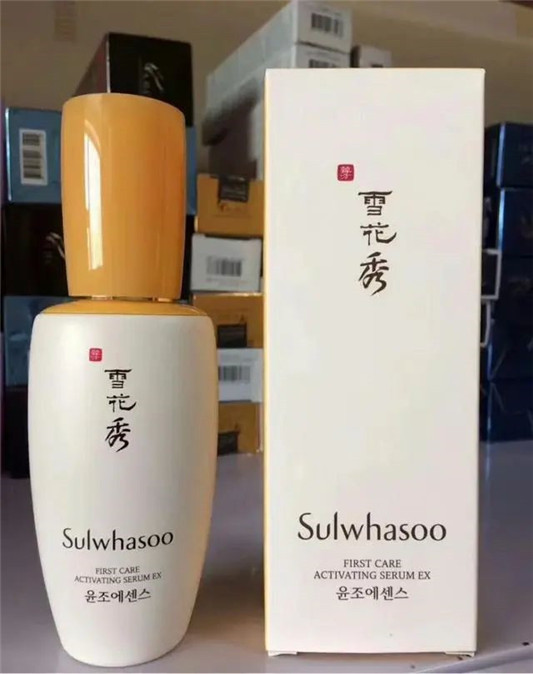 雪
花
秀
Sulwhasoo
FIRST CARE
ACTIVATING SERUM EX
윤조에센스
雪
花
秀
Sulwhasoo
FIRST CARE
ACTIVATING SERUM EX
윤조에센스